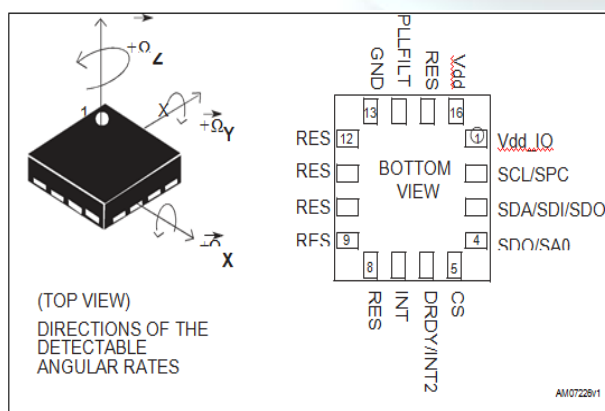 +Ω
Z
1
X
+Ω
Y
+Ω
X
(TOP VIEW)
DIRECTIONS OF THE
DETECTABLE
ANGULAR RATES
GND
PLLFILT
RES
Vdd
13
16
RES
12
1
Vdd_IO
RES
BOTTOM
VIEW
SCL/SPC
RES
SDA/SDI/SDO
RES
9
4
SDO/SA0
8
5
RES
INT
DRDY/INT2
CS
AM07226v1